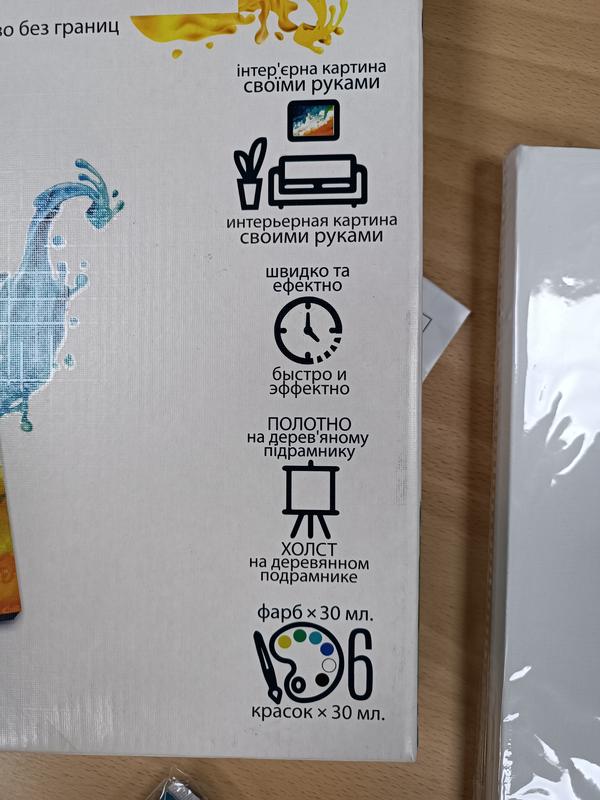 во без границ
інтер'єрна картина
своїми руками
интерьерная картина
своими руками
швидко та
ефектно
быстро и
эффектно
ПОЛОТНО
на дерев'яному
підрамнику
ХОЛСТ
на деревянном
подрамнике
фарб × 30 мл.
6
красок × 30 мл.